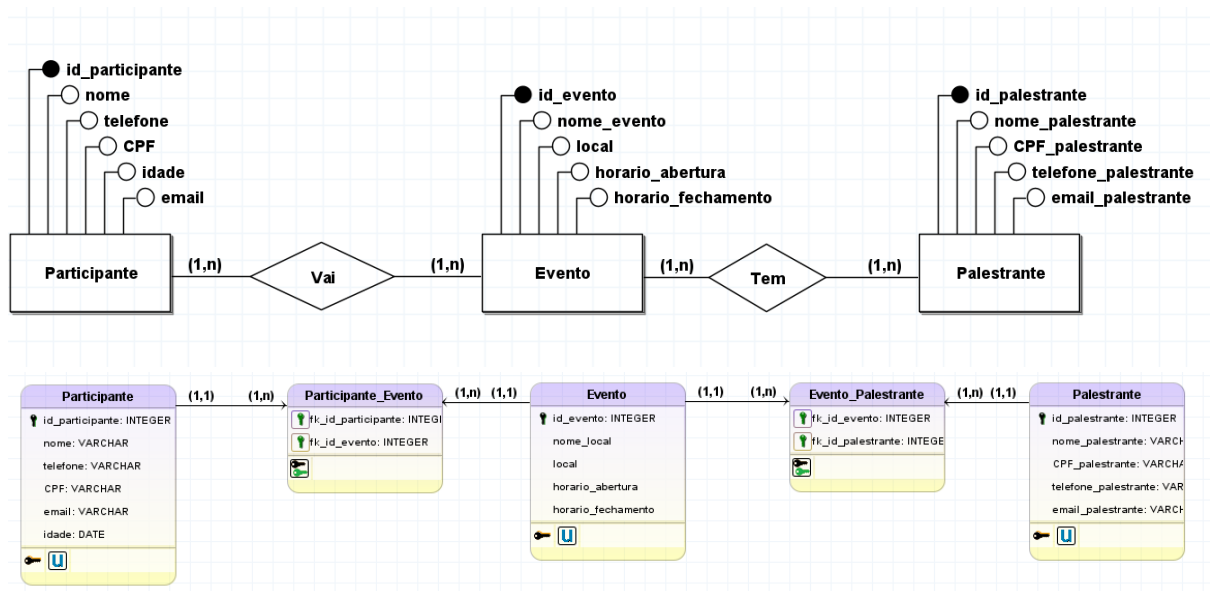 id_participante
nome
telefone
CPF
idade
email
id_evento
nome_evento
local
horario_abertura
horario_fechamento
id_palestrante
nome_palestrante
CPF_palestrante
telefone_palestrante
email_palestrante
Participante
(1,n)
Vai
(1,n)
Evento
(1,n)
Tem
(1,n)
Palestrante
Participante
id_participante: INTEGER
nome: VARCHAR
telefone: VARCHAR
CPF: VARCHAR
email: VARCHAR
idade: DATE
(1,1)
(1,n)
Participante_Evento
fk_id_participante: INTEGI
fk_id_evento: INTEGER
(1,n)
(1,1)
Evento
id_evento: INTEGER
nome_local
local
horario_abertura
horario_fechamento
(1,1)
(1,n)
Evento_Palestrante
fk_id_evento: INTEGER
fk_id_palestrante: INTEGE
(1,n)
(1,1)
Palestrante
id_palestrante: INTEGER
nome_palestrante: VARCH
CPF_palestrante: VARCHA
telefone_palestrante: VAR
email_palestrante: VARCH